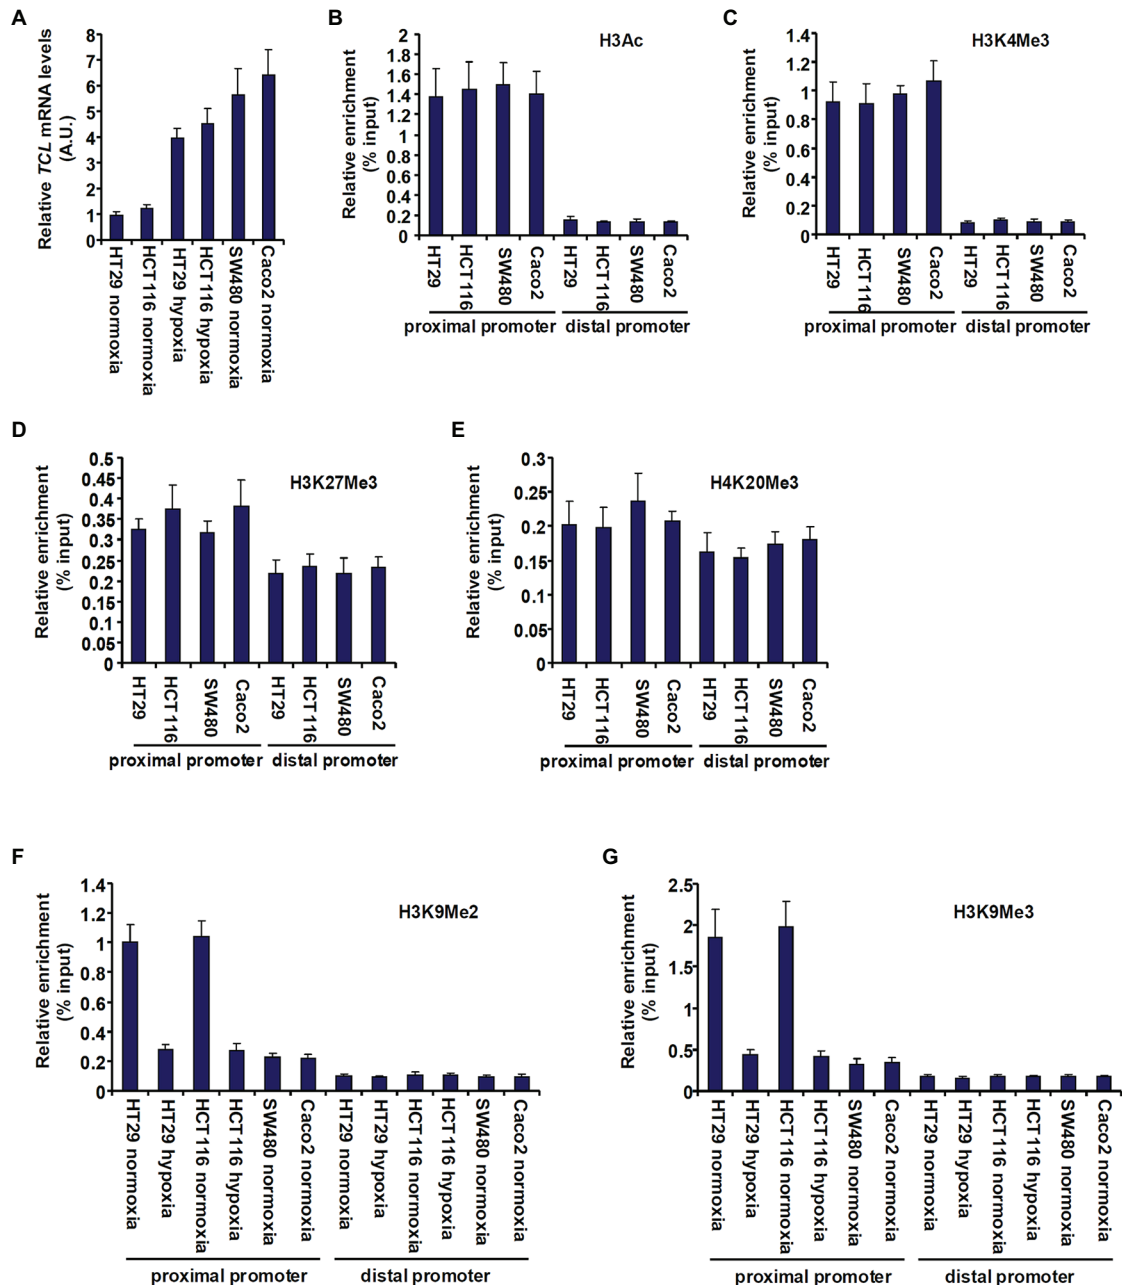 A
Relative TCL mRNA levels
(A.U.)
8
7
6
5
4
3
2
1
0
HT29 normoxia
HCT116 normoxia
HT29 hypoxia
HCT116 hypoxia
SW480 normoxia
Caco2 normoxia
B
H3Ac
Relative enrichment
(% input)
2
1.8
1.6
1.4
1.2
1
0.8
0.6
0.4
0.2
0
HT29
HCT116
SW480
Caco2
HT29
HCT116
SW480
Caco2
proximal promoter
distal promoter
C
H3K4Me3
Relative enrichment
(% input)
1.4
1.2
1
0.8
0.6
0.4
0.2
0
HT29
HCT116
SW480
Caco2
HT29
HCT116
SW480
Caco2
proximal promoter
distal promoter
D
H3K27Me3
Relative enrichment
(% input)
0.5
0.45
0.4
0.35
0.3
0.25
0.2
0.15
0.1
0.05
0
HT29
HCT116
SW480
Caco2
HT29
HCT116
SW480
Caco2
proximal promoter
distal promoter
E
H4K20Me3
Relative enrichment
(% input)
0.3
0.25
0.2
0.15
0.1
0.05
0
HT29
HCT116
SW480
Caco2
HT29
HCT116
SW480
Caco2
proximal promoter
distal promoter
F
H3K9Me2
Relative enrichment
(% input)
1.4
1.2
1
0.8
0.6
0.4
0.2
0
HT29 normoxia
HT29 hypoxia
HCT116 normoxia
HCT116 hypoxia
SW480 normoxia
Caco2 normoxia
HT29 normoxia
HT29 hypoxia
HCT116 normoxia
HCT116 hypoxia
SW480 normoxia
Caco2 normoxia
proximal promoter
distal promoter
G
H3K9Me3
Relative enrichment
(% input)
2.5
2
1.5
1
0.5
0
HT29 normoxia
HT29 hypoxia
HCT116 normoxia
HCT116 hypoxia
SW480 normoxia
Caco2 normoxia
HT29 normoxia
HT29 hypoxia
HCT116 normoxia
HCT116 hypoxia
SW480 normoxia
Caco2 normoxia
proximal promoter
distal promoter